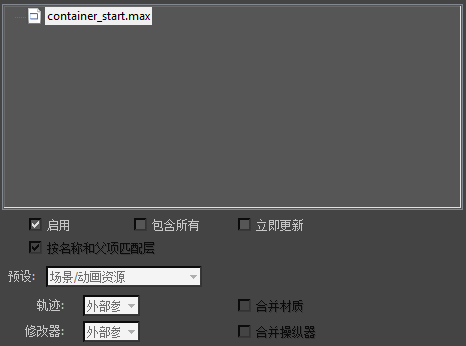 container_start.max
启用 包含所有 立即更新
按名称和父项匹配层
预设: 场景/动画资源
轨迹: 外部参 合并材质
修改器: 外部参 合并操纵器